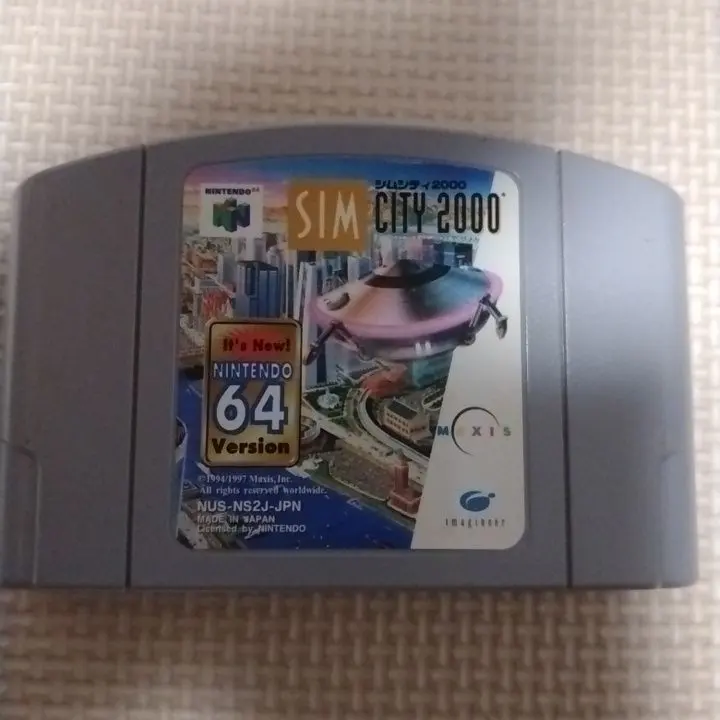 NINTENDO64
シムシティ2000
SIM CITY 2000
It's New!
NINTENDO
64
Version
MAXIS
©1994/1997 Maxis, Inc.
All rights reserved worldwide.
NUS-NS2J-JPN
MADE IN JAPAN
Licensed by NINTENDO
imagineer